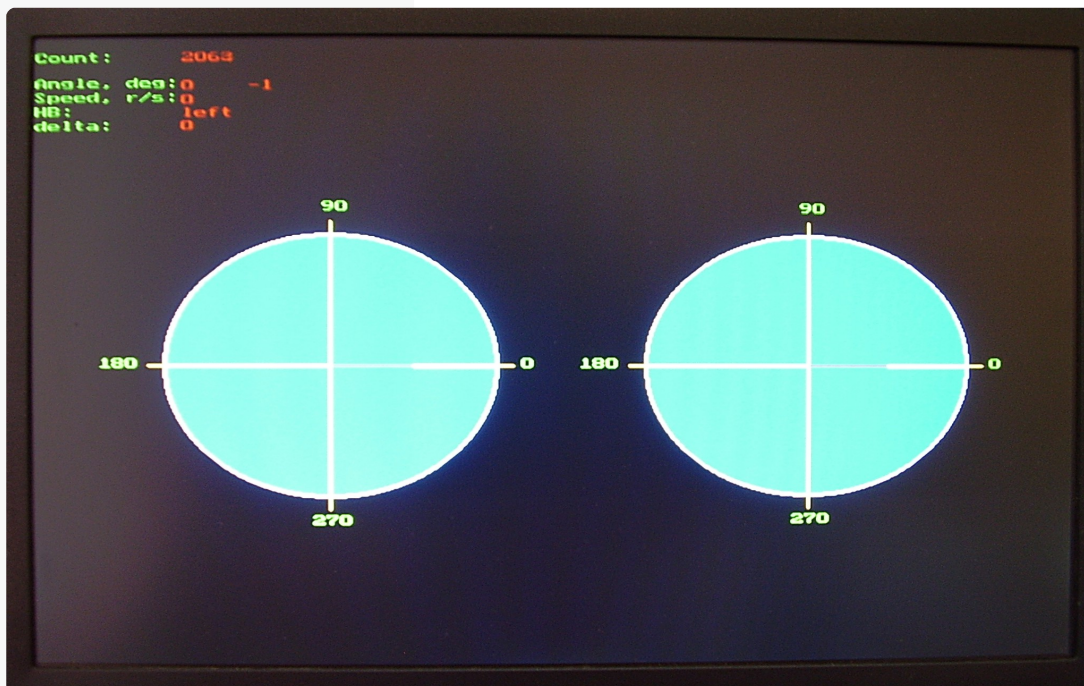 Count: 2063
Angle, deg:0 -1
Speed, r/s:0
HB: left
delta: 0
90 90
180 0 180 0
270 270